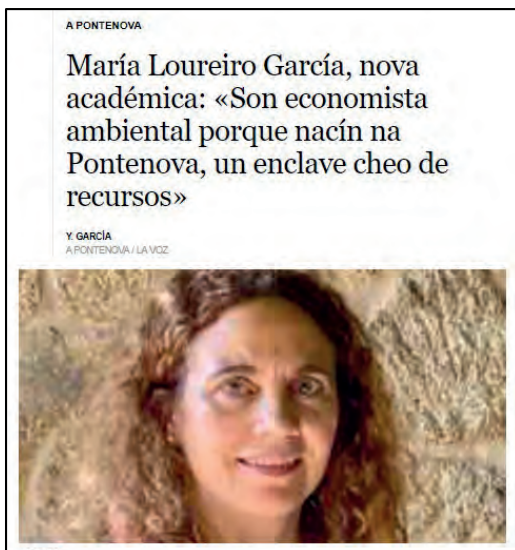 A PONTENOVA
María Loureiro García, nova
académica: «Son economista
ambiental porque nacín na
Pontenova, un enclave cheo de
recursos»
Y. GARCÍA
A PONTENOVA / LA VOZ